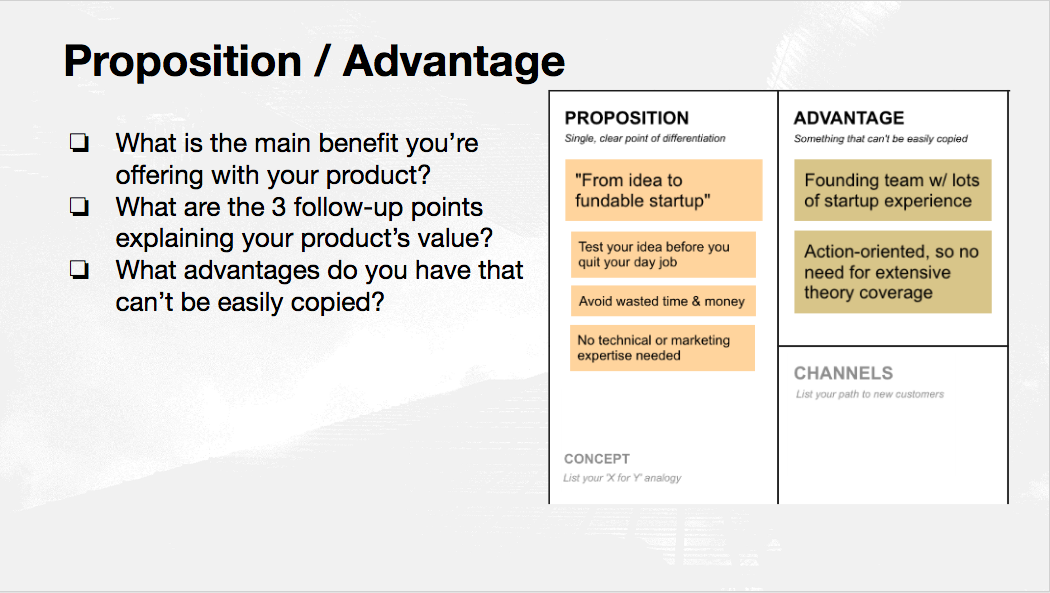 Proposition / Advantage
❏ What is the main benefit you’re
offering with your product?
❏ What are the 3 follow-up points
explaining your product’s value?
❏ What advantages do you have that
can’t be easily copied?
PROPOSITION
Single, clear point of differentiation
"From idea to
fundable startup"
Test your idea before you
quit your day job
Avoid wasted time & money
No technical or marketing
expertise needed
CONCEPT
List your 'X for Y' analogy
ADVANTAGE
Something that can't be easily copied
Founding team w/ lots
of startup experience
Action-oriented, so no
need for extensive
theory coverage
CHANNELS
List your path to new customers